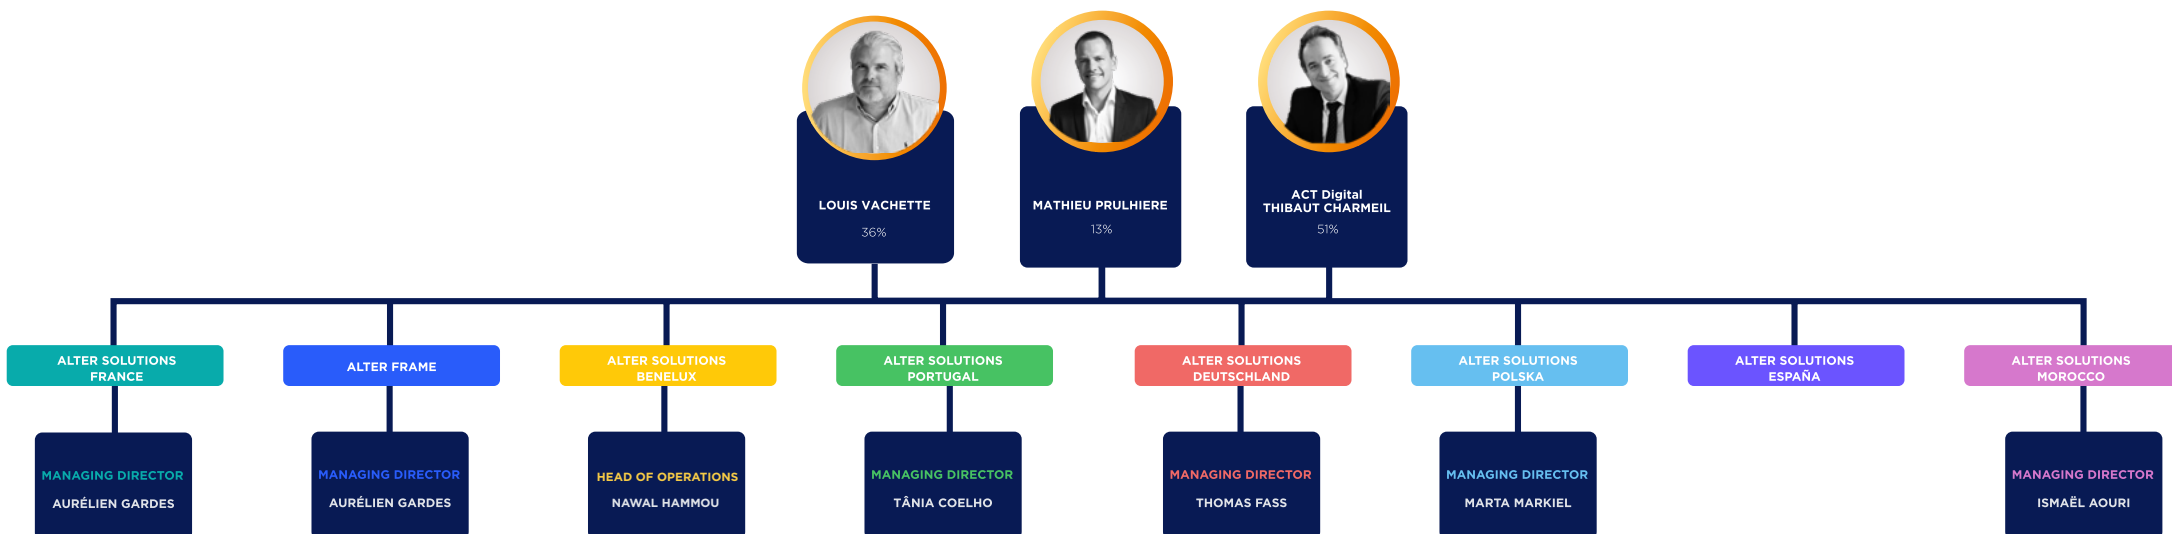 LOUIS VACHETTE
36%
MATHIEU PRULHIERE
13%
ACT Digital
THIBAUT CHARMEIL
51%
ALTER SOLUTIONS
FRANCE
ALTER FRAME
ALTER SOLUTIONS
BENELUX
ALTER SOLUTIONS
PORTUGAL
ALTER SOLUTIONS
DEUTSCHLAND
ALTER SOLUTIONS
POLSKA
ALTER SOLUTIONS
ESPAÑA
ALTER SOLUTIONS
MOROCCO
MANAGING DIRECTOR
AURÉLIEN GARDES
MANAGING DIRECTOR
AURÉLIEN GARDES
HEAD OF OPERATIONS
NAWAL HAMMOU
MANAGING DIRECTOR
TÂNIA COELHO
MANAGING DIRECTOR
THOMAS FASS
MANAGING DIRECTOR
MARTA MARKIEL
MANAGING DIRECTOR
ISMAËL AOURI